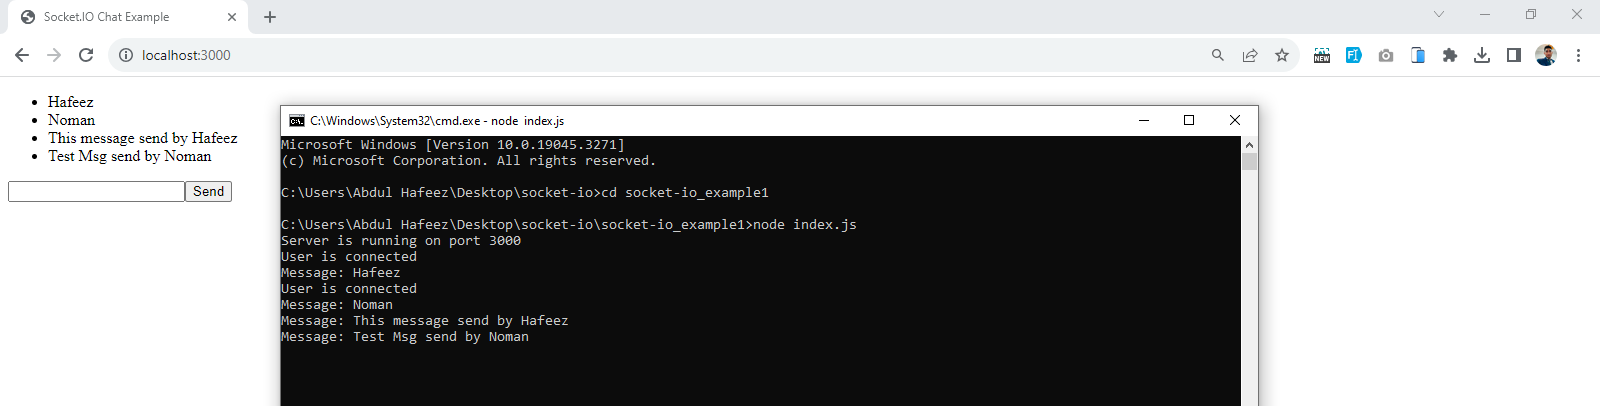 Socket.IO Chat Example
localhost:3000
NEW
Hafeez
Noman
This message send by Hafeez
Test Msg send by Noman
Send
C:\Windows\System32\cmd.exe - node  index.js
Microsoft Windows [Version 10.0.19045.3271]
(c) Microsoft Corporation. All rights reserved.
C:\Users\Abdul Hafeez\Desktop\socket-io>cd socket-io_example1
C:\Users\Abdul Hafeez\Desktop\socket-io\socket-io_example1>node index.js
Server is running on port 3000
User is connected
Message: Hafeez
User is connected
Message: Noman
Message: This message send by Hafeez
Message: Test Msg send by Noman